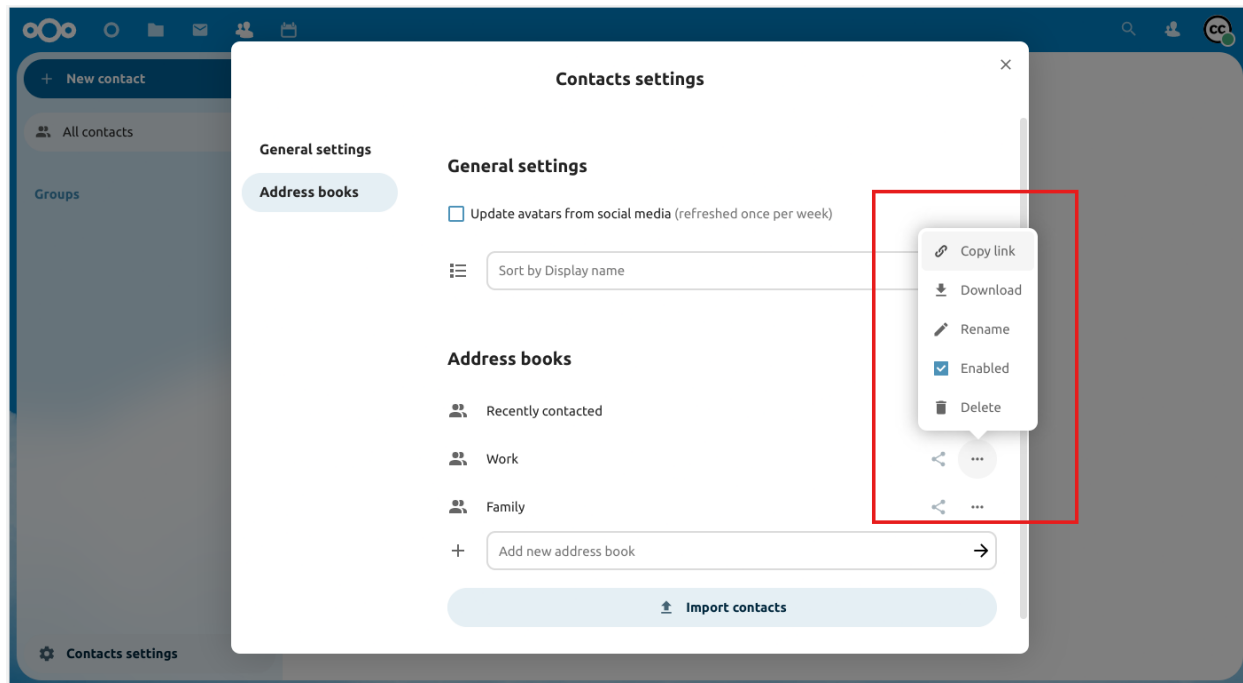 CC
New contact
All contacts
Groups
Contacts settings
Contacts settings
General settings
Address books
General settings
Update avatars from social media (refreshed once per week)
Sort by Display name
Copy link
Download
Rename
Enabled
Delete
Address books
Recently contacted
Work
Family
Add new address book
Import contacts